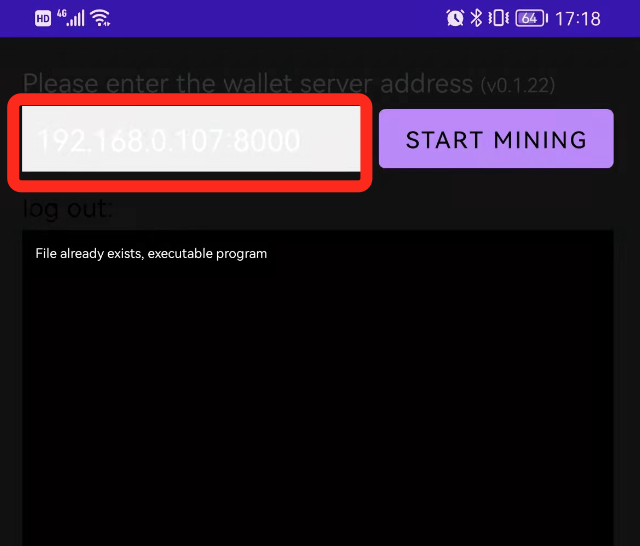 HD 4G 64 17:18
Please enter the wallet server address (v0.1.22)
192.168.0.107:8000 START MINING
log out:
File already exists, executable program